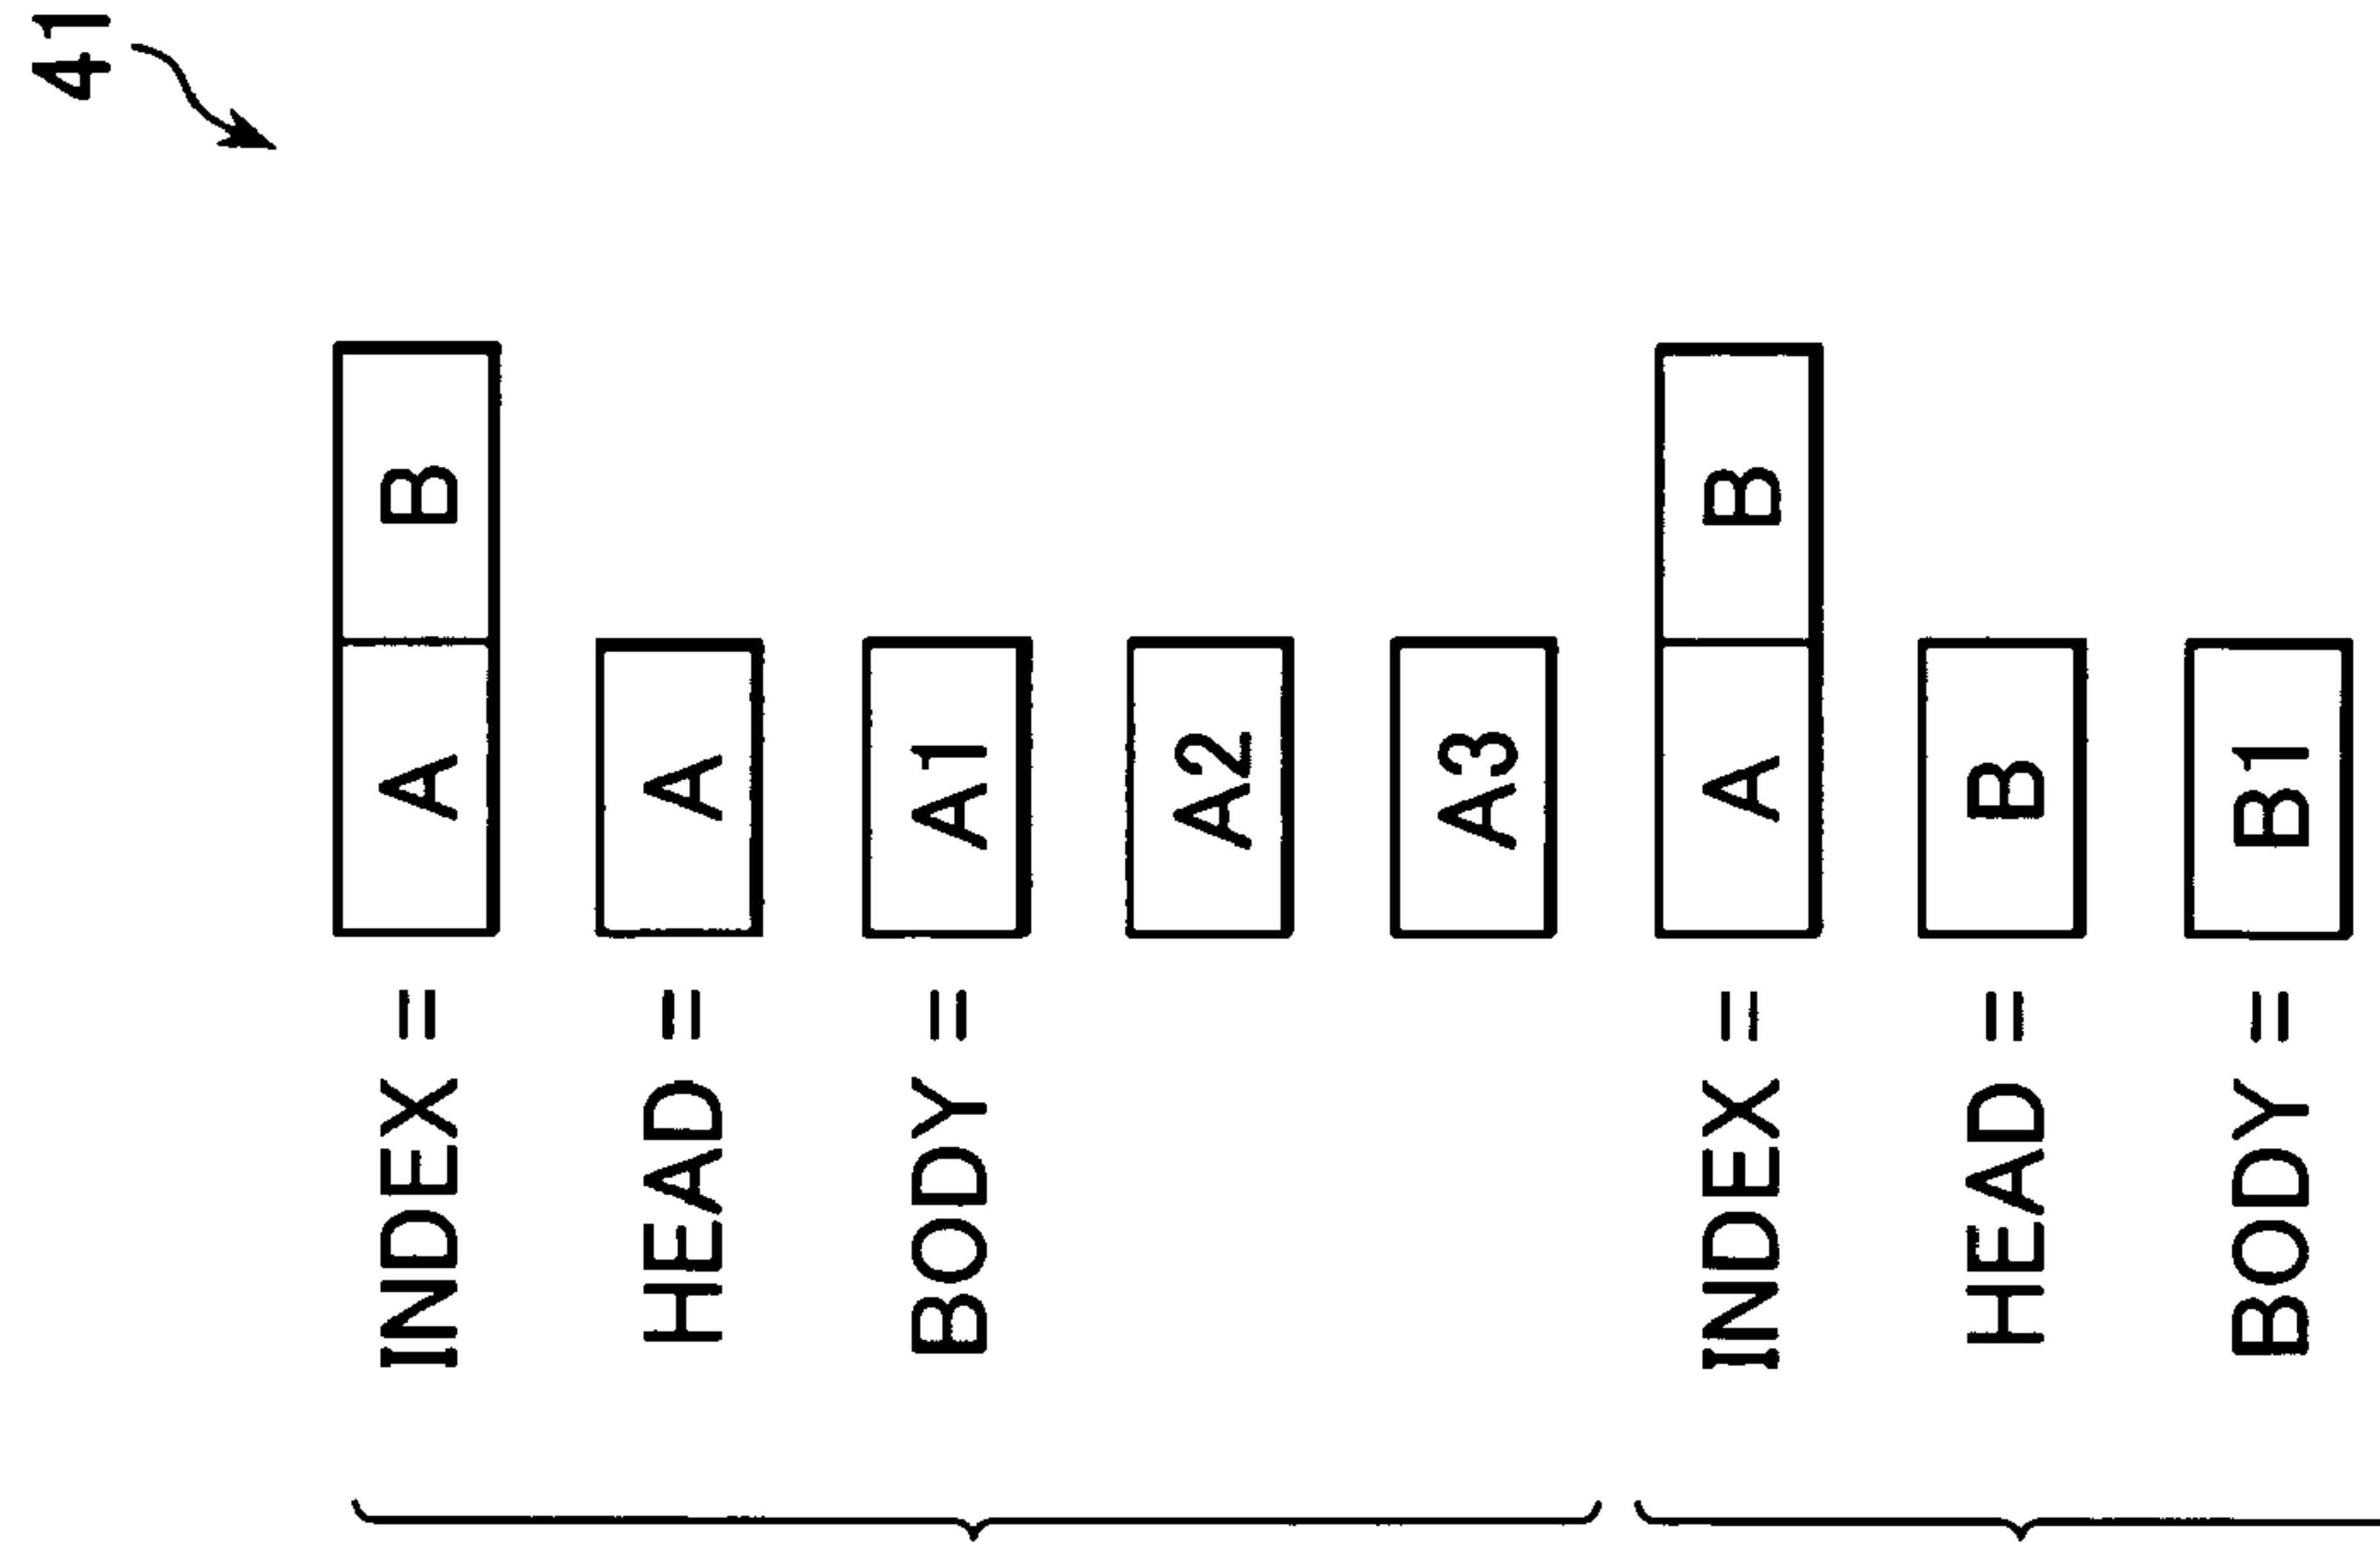 41
INDEX = A B
HEAD = A
BODY = A1
A2
A3
INDEX = A B
HEAD = B
BODY = B1